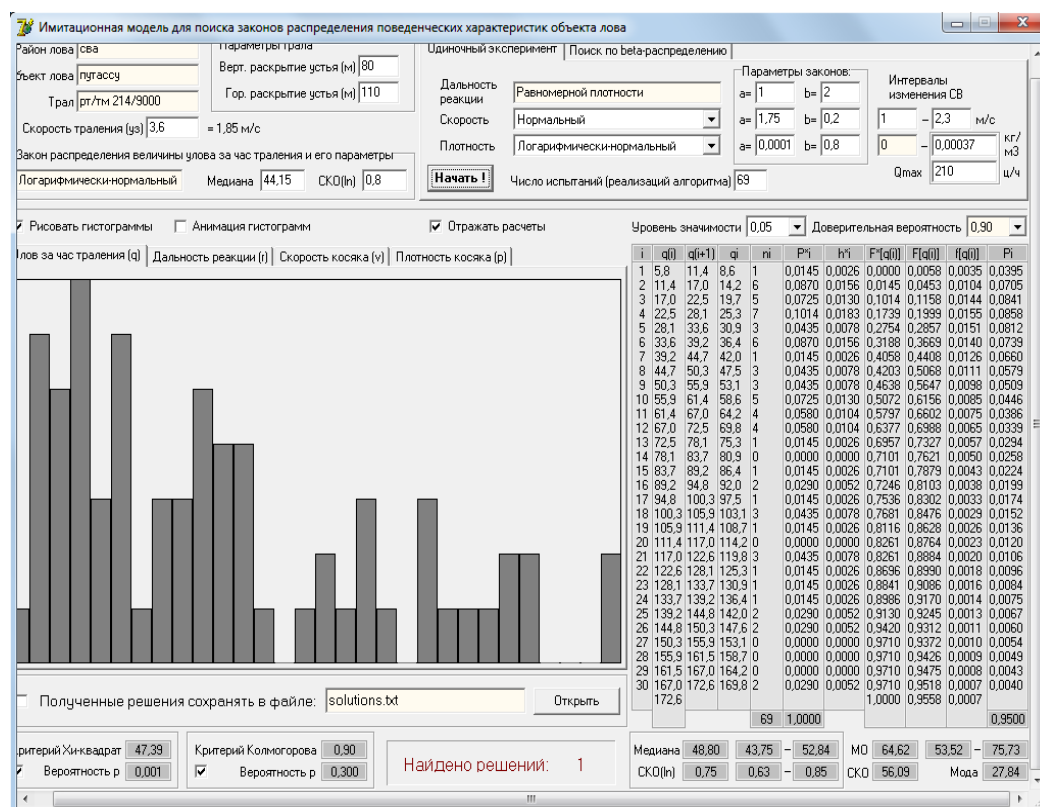 Имитационная модель для поиска законов распределения поведенческих характеристик объекта лова
Район лова сва
бъект лова путассу
Трал рт/тм 214/9000
Скорость траления (уз) 3,6 = 1,85 м/с
Параметры трала
Верт. раскрытие устья (м) 80
Гор. раскрытие устья (м) 110
Закон распределения величины улова за час траления и его параметры
Логарифмически-нормальный Медиана 44,15 СКО(ln) 0,8
Одиночный эксперимент Поиск по beta-распределению
Параметры законов: Интервалы изменения СВ
Дальность реакции Равномерной плотности a= 1 b= 2
Скорость Нормальный a= 1,75 b= 0,2 1 – 2,3 м/с
Плотность Логарифмически-нормальный a= 0,0001 b= 0,8 0 – 0,00037 кг/м3
Начать ! Число испытаний (реализаций алгоритма) 69 Qmax 210 ц/ч
Рисовать гистограммы Анимация гистограмм Отражать расчеты
Уровень значимости 0,05 Доверительная вероятность 0,90
лов за час траления (q) Дальность реакции (r) Скорость косяка (v) Плотность косяка (p)
i q(i) q(i+1) qi ni P*i h*i F*[q(i)] F[q(i)] f[q(i)] Pi
1 5,8 11,4 8,6 1 0,0145 0,0026 0,0000 0,0058 0,0035 0,0395
2 11,4 17,0 14,2 6 0,0870 0,0156 0,0145 0,0453 0,0104 0,0705
3 17,0 22,5 19,7 5 0,0725 0,0130 0,1014 0,1158 0,0144 0,0841
4 22,5 28,1 25,3 7 0,1014 0,0183 0,1739 0,1999 0,0155 0,0858
5 28,1 33,6 30,9 3 0,0435 0,0078 0,2754 0,2857 0,0151 0,0812
6 33,6 39,2 36,4 6 0,0870 0,0156 0,3188 0,3669 0,0140 0,0739
7 39,2 44,7 42,0 1 0,0145 0,0026 0,4058 0,4408 0,0126 0,0660
8 44,7 50,3 47,5 3 0,0435 0,0078 0,4203 0,5068 0,0111 0,0579
9 50,3 55,9 53,1 3 0,0435 0,0078 0,4638 0,5647 0,0098 0,0509
10 55,9 61,4 58,6 5 0,0725 0,0130 0,5072 0,6156 0,0085 0,0446
11 61,4 67,0 64,2 4 0,0580 0,0104 0,5797 0,6602 0,0075 0,0386
12 67,0 72,5 69,8 4 0,0580 0,0104 0,6377 0,6988 0,0065 0,0339
13 72,5 78,1 75,3 1 0,0145 0,0026 0,6957 0,7327 0,0057 0,0294
14 78,1 83,7 80,9 0 0,0000 0,0000 0,7101 0,7621 0,0050 0,0258
15 83,7 89,2 86,4 1 0,0145 0,0026 0,7101 0,7879 0,0043 0,0224
16 89,2 94,8 92,0 2 0,0290 0,0052 0,7246 0,8103 0,0038 0,0199
17 94,8 100,3 97,5 1 0,0145 0,0026 0,7536 0,8302 0,0033 0,0174
18 100,3 105,9 103,1 3 0,0435 0,0078 0,7681 0,8476 0,0029 0,0152
19 105,9 111,4 108,7 1 0,0145 0,0026 0,8116 0,8628 0,0026 0,0136
20 111,4 117,0 114,2 0 0,0000 0,0000 0,8261 0,8764 0,0023 0,0120
21 117,0 122,6 119,8 3 0,0435 0,0078 0,8261 0,8884 0,0020 0,0106
22 122,6 128,1 125,3 1 0,0145 0,0026 0,8696 0,8990 0,0018 0,0096
23 128,1 133,7 130,9 1 0,0145 0,0026 0,8841 0,9086 0,0016 0,0084
24 133,7 139,2 136,4 1 0,0145 0,0026 0,8986 0,9170 0,0014 0,0075
25 139,2 144,8 142,0 2 0,0290 0,0052 0,9130 0,9245 0,0013 0,0067
26 144,8 150,3 147,6 2 0,0290 0,0052 0,9420 0,9312 0,0011 0,0060
27 150,3 155,9 153,1 0 0,0000 0,0000 0,9710 0,9372 0,0010 0,0054
28 155,9 161,5 158,7 0 0,0000 0,0000 0,9710 0,9426 0,0009 0,0049
29 161,5 167,0 164,2 0 0,0000 0,0000 0,9710 0,9475 0,0008 0,0043
30 167,0 172,6 169,8 2 0,0290 0,0052 0,9710 0,9518 0,0007 0,0040
172,6 1,0000 0,9558 0,0007
69 1,0000 0,9500
Полученные решения сохранять в файле: solutions.txt Открыть
ритерий Хи-квадрат 47,39
Вероятность p 0,001
Критерий Колмогорова 0,90
Вероятность p 0,300
Найдено решений: 1
Медиана 48,80 43,75 – 52,84 МО 64,62 53,52 – 75,73
СКО(ln) 0,75 0,63 – 0,85 СКО 56,09 Мода 27,84